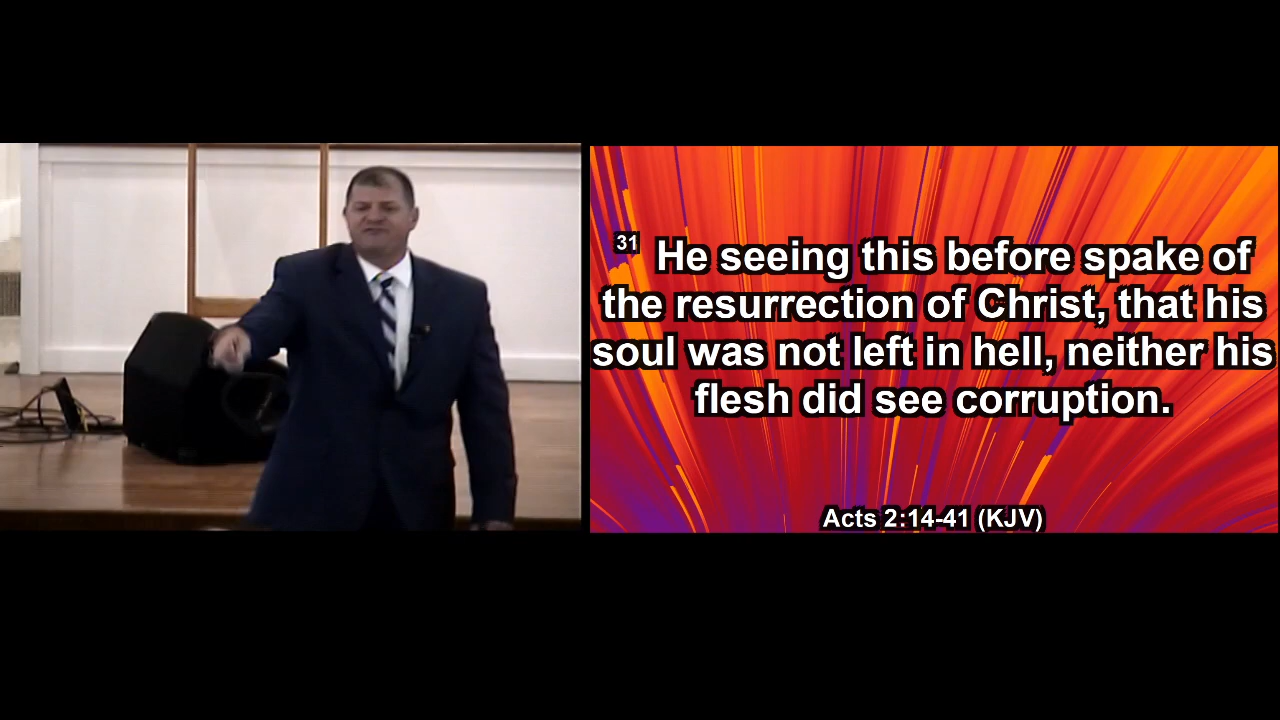 31 He seeing this before spake of
the resurrection of Christ, that his
soul was not left in hell, neither his
flesh did see corruption.
Acts 2:14-41 (KJV)